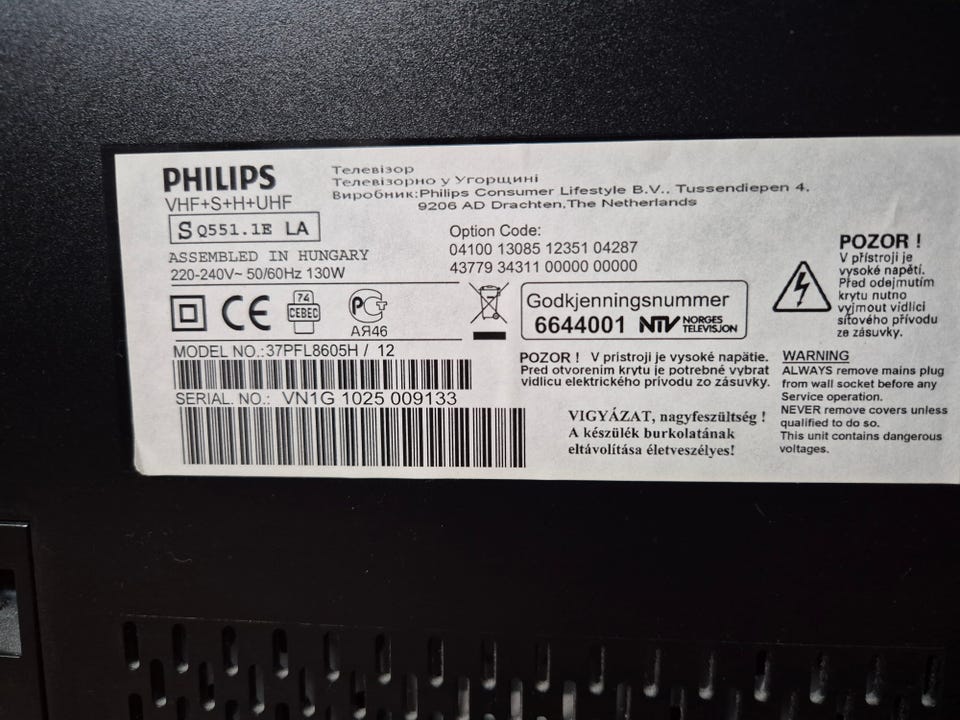 PHILIPS
VHF+S+H+UHF
S Q551.1E LA
ASSEMBLED IN HUNGARY
220-240V~ 50/60Hz 130W
Телевізор
Телевізорно у Угорщині
Виробник:Philips Consumer Lifestyle B.V.. Tussendiepen 4,
9206 AD Drachten,The Netherlands
Option Code:
04100 13085 12351 04287
43779 34311 00000 00000
CE
74
CEBEC
РСТ
АЯ46
Godkjenningsnummer
6644001 NTV NORGES
TELEVISJON
MODEL NO.:37PFL8605H / 12
SERIAL. NO.: VN1G 1025 009133
POZOR ! V pristroji je vysoké napätie.
Pred otvorením krytu je potrebné vybrat
vidlicu elektrického prívodu zo zásuvky.
VIGYÁZAT, nagyfeszültség !
A készülék burkolatának
eltávolítása életveszélyes!
POZOR !
V přístroji je
vysoké napětí.
Před odejmutím
krytu nutno
vyjmout vidlici
síťového přívodu
ze zásuvky.
WARNING
ALWAYS remove mains plug
from wall socket before any
Service operation.
NEVER remove covers unless
qualified to do so.
This unit contains dangerous
voltages.